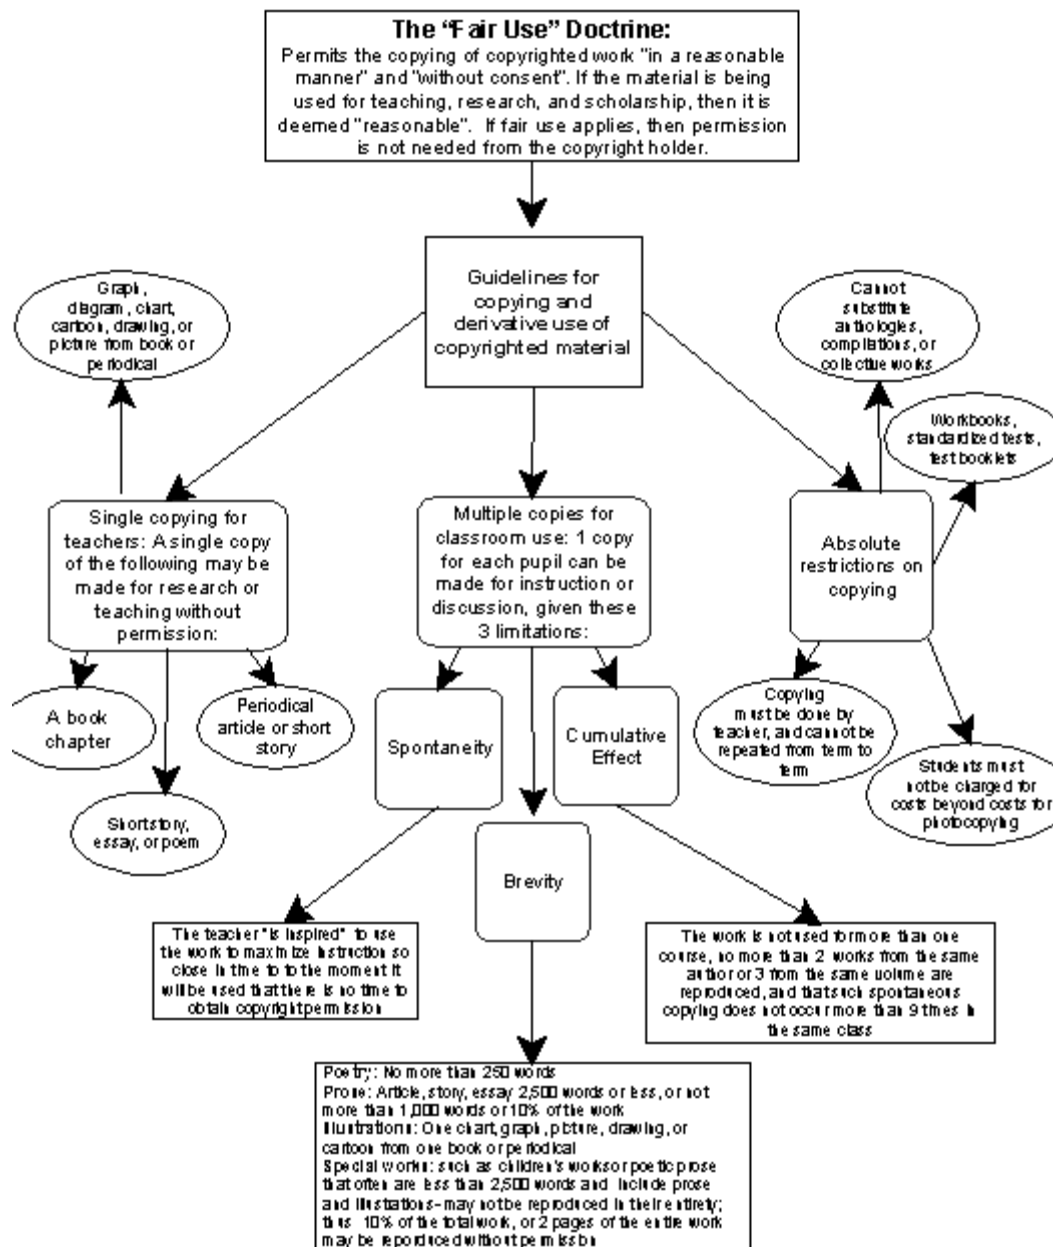 The "Fair Use" Doctrine:
Permits the copying of copyrighted work "in a reasonable
manner" and "without consent". If the material is being
used for teaching, research, and scholarship, then it is
deemed "reasonable".  If fair use applies, then permission
is not needed from the copyright holder.
Guidelines for
copying and
derivative use of
copyrighted material
Graph,
diagram, chart,
cartoon, drawing, or
picture from book or
periodical
Cannot
substitute
anthologies,
compilations, or
collective works
Workbooks,
standardized tests,
test booklets
Single copying for
teachers: A single copy
of the following may be
made for research or
teaching without
permission:
Multiple copies for
classroom use: 1 copy
for each pupil can be
made for instruction or
discussion, given these
3 limitations:
Absolute
restrictions on
copying
A book
chapter
Periodical
article or short
story
Short story,
essay, or poem
Spontaneity
Cumulative
Effect
Brevity
Copying
must be done by
teacher, and cannot be
repeated from term to
term
Students must
not be charged for
costs beyond costs for
photocopying
The teacher "is inspired" to use
the work to maximize instruction so
close in time to to the moment it
will be used that there is no time to
obtain copyright permission
The work is not used for more than one
course, no more than 2 works from the same
author or 3 from the same volume are
reproduced, and that such spontaneous
copying does not occur more than 9 times in
the same class
Poetry: No more than 250 words
Prose: Article, story, essay 2,500 words or less, or not
more than 1,000 words or 10% of the work
Illustrations: One chart, graph, picture, drawing, or
cartoon from one book or periodical
Special works: such as children's works or poetic prose
that often are less than 2,500 words and include prose
and illustrations- may not be reproduced in their entirety;
thus 10% of the total work, or 2 pages of the entire work
may be reporduced without permission